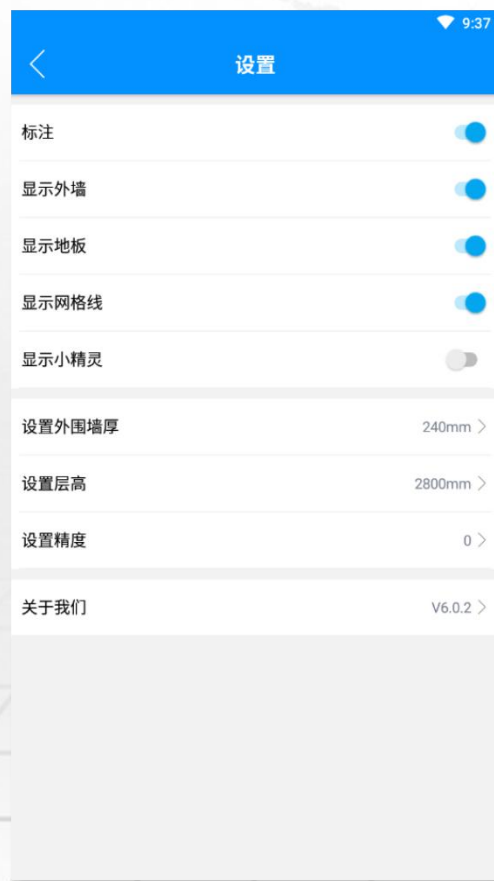 9:37
设置
标注
显示外墙
显示地板
显示网格线
显示小精灵
设置外围墙厚 240mm
设置层高 2800mm
设置精度 0
关于我们 V6.0.2